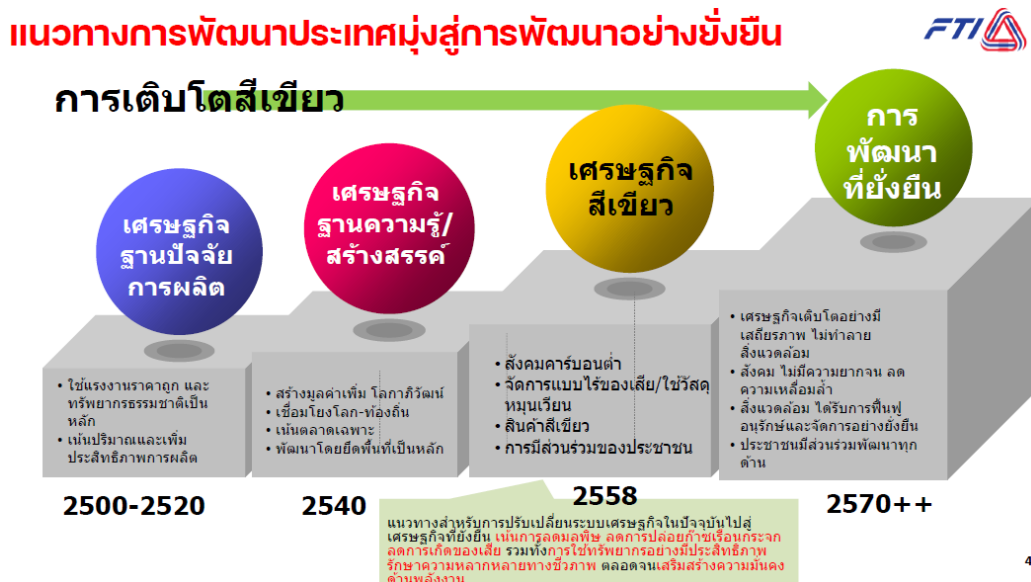 แนวทางการพัฒนาประเทศมุ่งสู่การพัฒนาอย่างยั่งยืน
FTI
การเติบโตสีเขียว
เศรษฐกิจ
ฐานปัจจัย
การผลิต
เศรษฐกิจ
ฐานความรู้/
สร้างสรรค์
เศรษฐกิจ
สีเขียว
การ
พัฒนา
ที่ยั่งยืน
• ใช้แรงงานราคาถูก และ
ทรัพยากรธรรมชาติเป็น
หลัก
• เน้นปริมาณและเพิ่ม
ประสิทธิภาพการผลิต
• สร้างมูลค่าเพิ่ม โลกาภิวัฒน์
• เชื่อมโยงโลก-ท้องถิ่น
• เน้นตลาดเฉพาะ
• พัฒนาโดยยึดพื้นที่เป็นหลัก
• สังคมคาร์บอนต่ำ
• จัดการแบบไร้ของเสีย/ใช้วัสดุ
หมุนเวียน
• สินค้าสีเขียว
• การมีส่วนร่วมของประชาชน
• เศรษฐกิจเติบโตอย่างมี
เสถียรภาพ ไม่ทำลาย
สิ่งแวดล้อม
• สังคม ไม่มีความยากจน ลด
ความเหลื่อมล้ำ
• สิ่งแวดล้อม ได้รับการฟื้นฟู
อนุรักษ์และจัดการอย่างยั่งยืน
• ประชาชนมีส่วนร่วมพัฒนาทุก
ด้าน
2500-2520
2540
2558
2570++
แนวทางสำหรับการปรับเปลี่ยนระบบเศรษฐกิจในปัจจุบันไปสู่
เศรษฐกิจที่ยั่งยืน เน้นการลดมลพิษ ลดการปล่อยก๊าซเรือนกระจก
ลดการเกิดของเสีย รวมทั้งการใช้ทรัพยากรอย่างมีประสิทธิภาพ
รักษาความหลากหลายทางชีวภาพ ตลอดจนเสริมสร้างความมั่นคง
ด้านพลังงาน
4